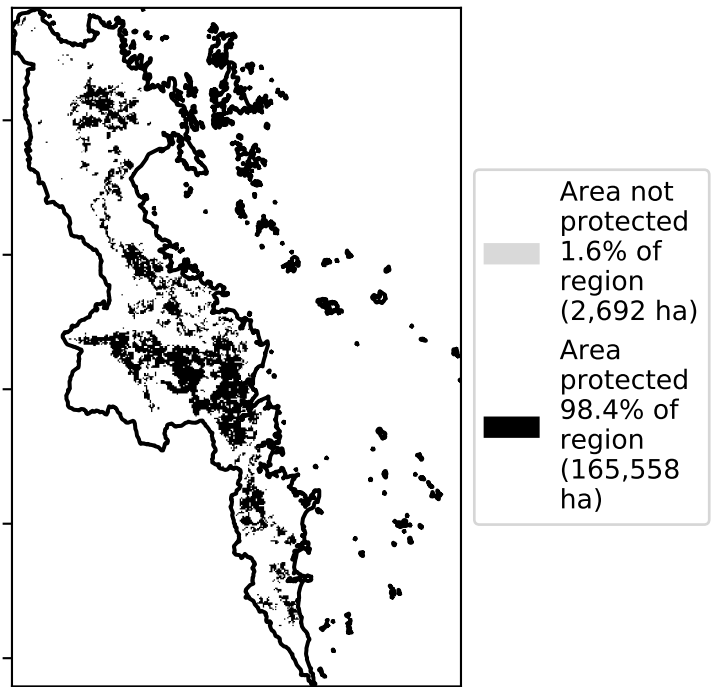 Area not
protected
1.6% of
region
(2,692 ha)
Area
protected
98.4% of
region
(165,558
ha)